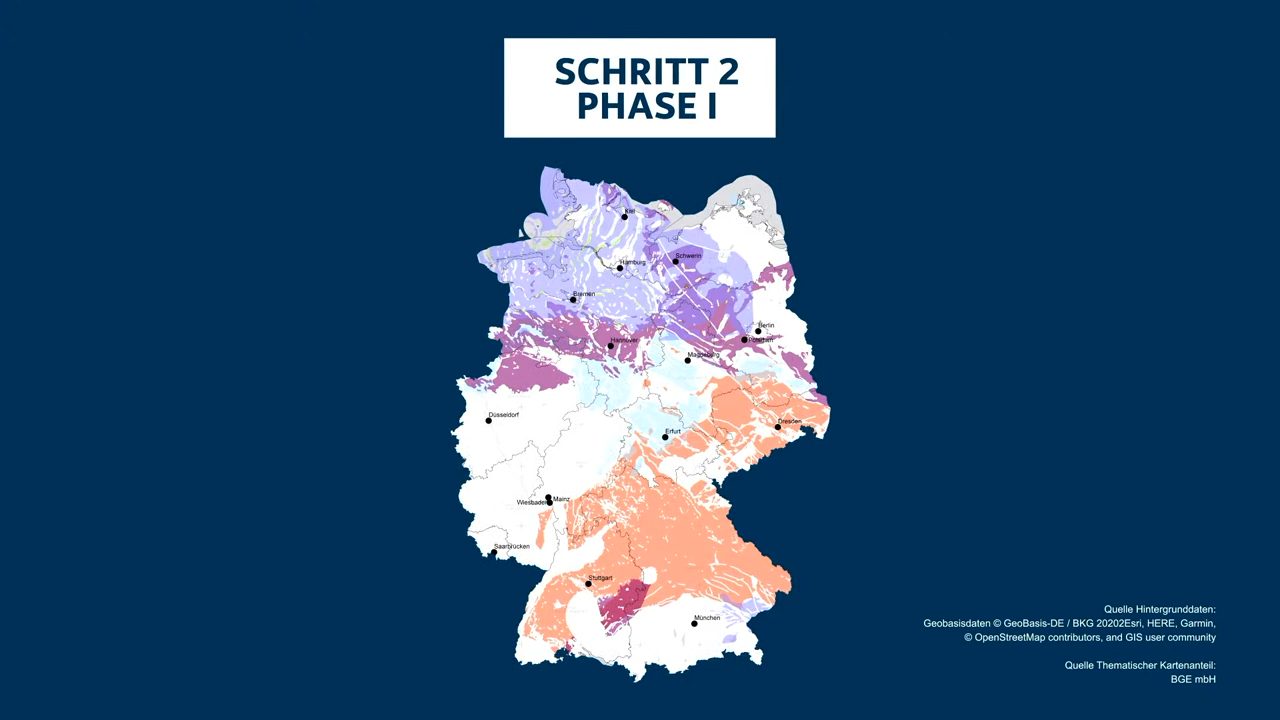 SCHRITT 2
PHASE I
Kiel
Schwerin
Hamburg
Bremen
Berlin
Potsdam
Hannover
Magdeburg
Düsseldorf
Dresden
Erfurt
Mainz
Wiesbaden
Saarbrücken
Stuttgart
München
Quelle Hintergrunddaten:
Geobasisdaten © GeoBasis-DE / BKG 20202Esri, HERE, Garmin,
© OpenStreetMap contributors, and GIS user community
Quelle Thematischer Kartenanteil:
BGE mbH